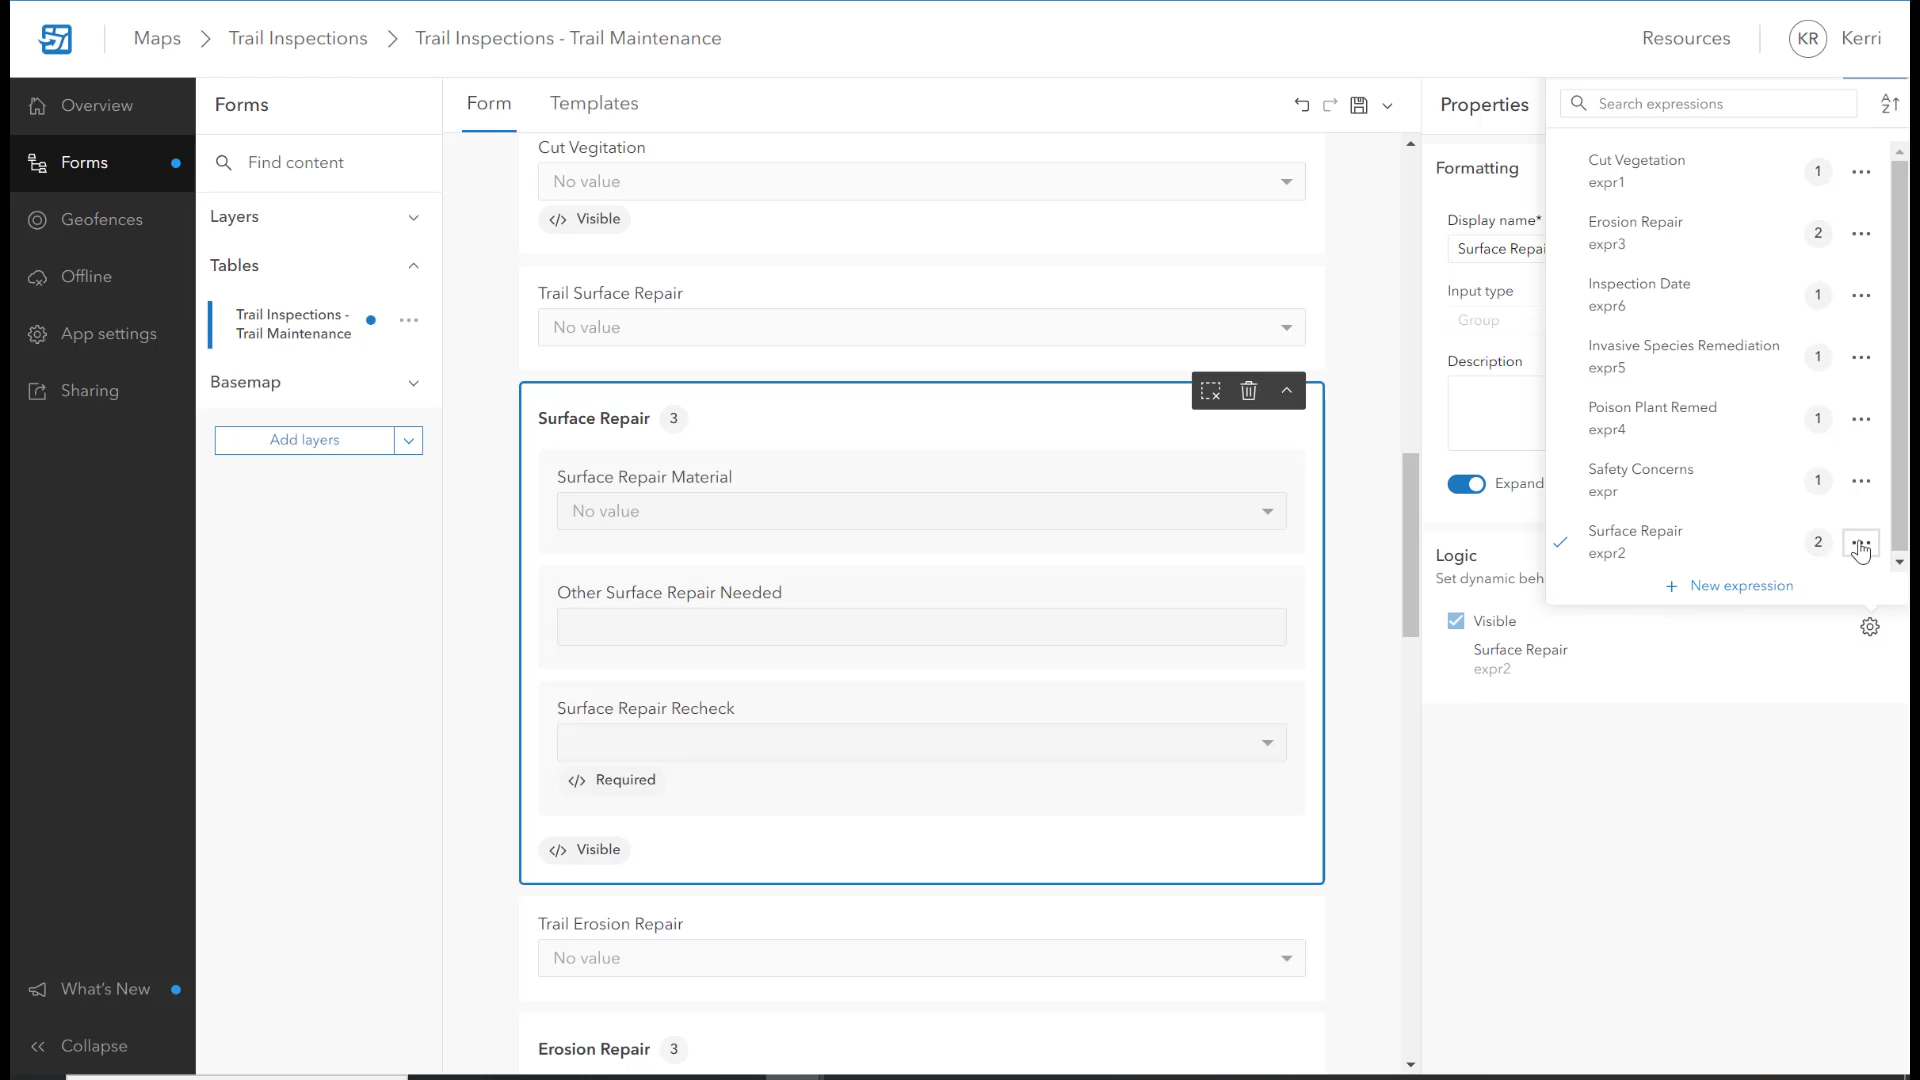 Maps
Trail Inspections
Trail Inspections - Trail Maintenance
Resources
KR
Kerri
Overview
Forms
Geofences
Offline
App settings
Sharing
What's New
Collapse
Forms
Find content
Layers
Tables
Trail Inspections -
Trail Maintenance
Basemap
Add layers
Form
Templates
Cut Vegitation
No value
</> Visible
Trail Surface Repair
No value
Surface Repair 3
Surface Repair Material
No value
Other Surface Repair Needed
Surface Repair Recheck
</> Required
</> Visible
Trail Erosion Repair
No value
Erosion Repair 3
Properties
Formatting
Display name*
Surface Repai
Input type
Group
Description
Expand
Logic
Set dynamic beh
Visible
Surface Repair
expr2
Search expressions
Cut Vegetation
expr1
1
Erosion Repair
expr3
2
Inspection Date
expr6
1
Invasive Species Remediation
expr5
1
Poison Plant Remed
expr4
1
Safety Concerns
expr
1
Surface Repair
expr2
2
+ New expression